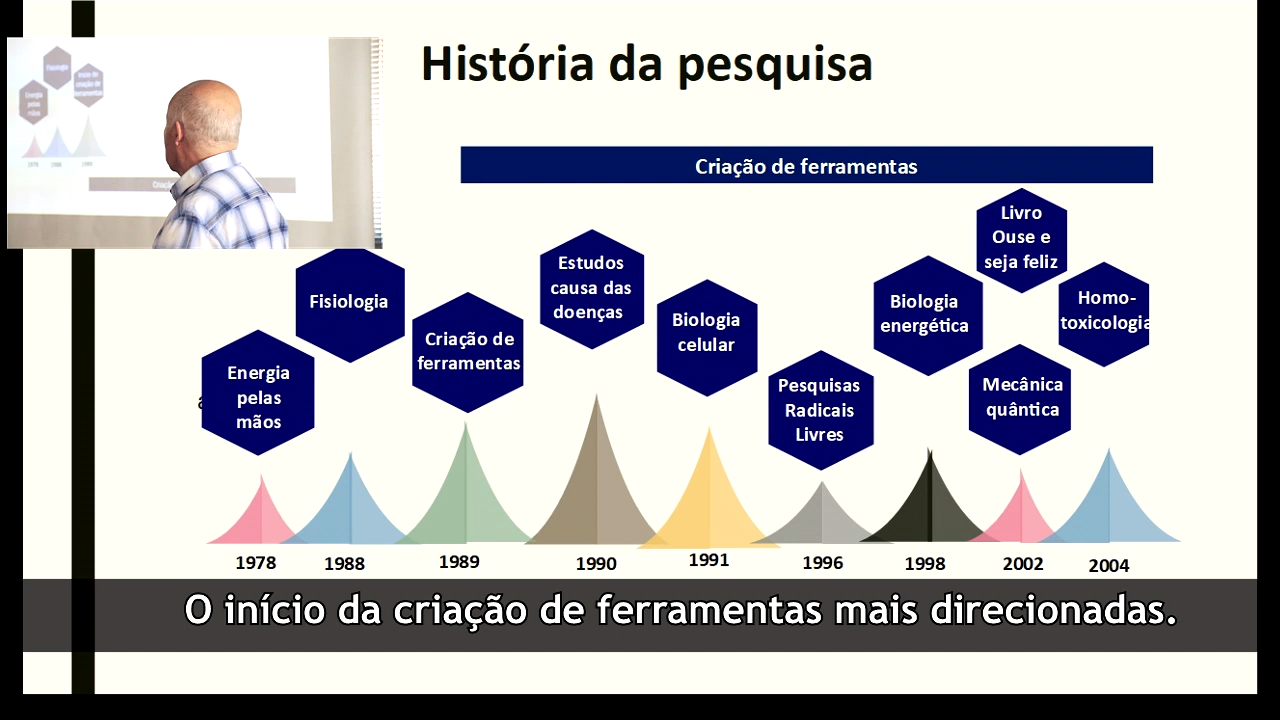 História da pesquisa
Criação de ferramentas
Livro
Ouse e
seja feliz
Estudos
causa das
doenças
Fisiologia
Biologia
energética
Homo-
toxicologia
Biologia
celular
Criação de
ferramentas
Energia
pelas
mãos
Pesquisas
Radicais
Livres
Mecânica
quântica
1978
1988
1989
1990
1991
1996
1998
2002
2004
O início da criação de ferramentas mais direcionadas.